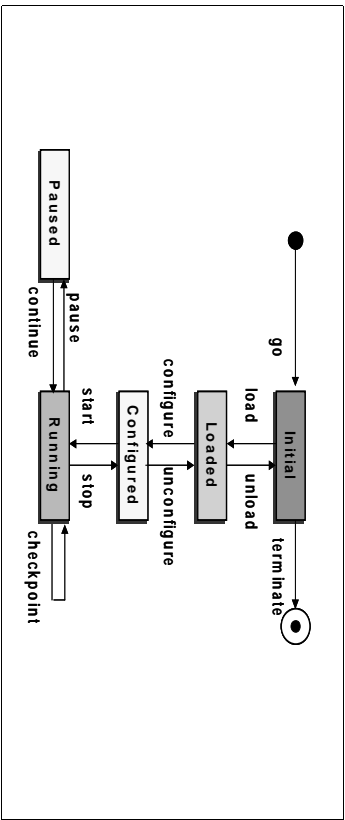 go
Initial
terminate
load
unload
Loaded
configure
unconfigure
Configured
start
stop
Paused
pause
continue
Running
checkpoint